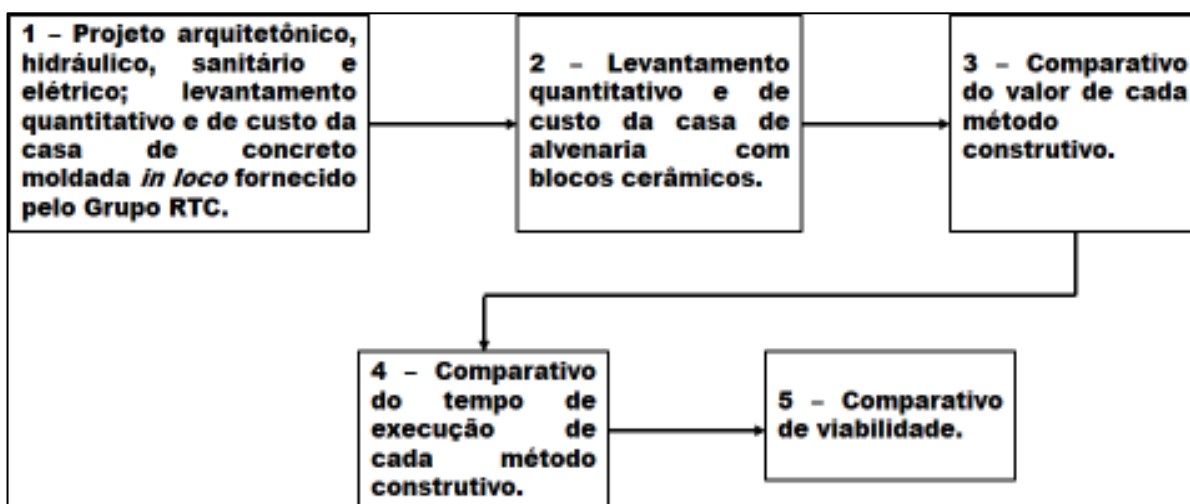 1 – Projeto arquitetônico,
hidráulico, sanitário e
elétrico; levantamento
quantitativo e de custo da
casa de concreto
moldada in loco fornecido
pelo Grupo RTC.
2 – Levantamento
quantitativo e de
custo da casa de
alvenaria com
blocos cerâmicos.
3 – Comparativo
do valor de cada
método
construtivo.
4 – Comparativo
do tempo de
execução de
cada método
construtivo.
5 – Comparativo
de viabilidade.